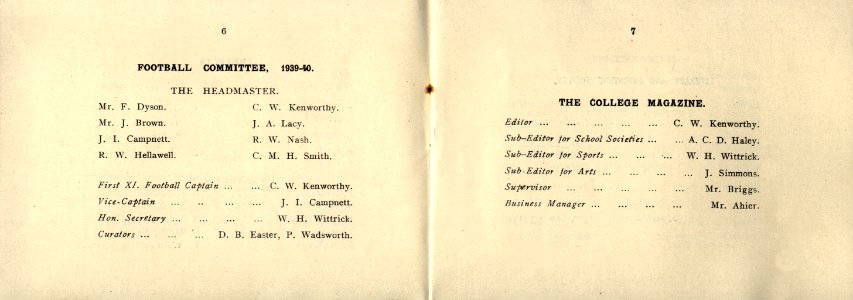 6
FOOTBALL COMMITTEE, 1939-40.
THE HEADMASTER.
Mr. F. Dyson. C. W. Kenworthy.
Mr. J. Brown. J. A. Lacy.
J. I. Campnett. R. W. Nash.
R. W. Hellawell. C. M. H. Smith.
First XI. Football Captain ... ... C. W. Kenworthy.
Vice-Captain ... ... ... ... J. I. Campnett.
Hon. Secretary ... ... ... ... W. H. Wittrick.
Curators ... ... ... D. B. Easter, P. Wadsworth.
7
THE COLLEGE MAGAZINE.
Editor ... ... ... ... ... C. W. Kenworthy.
Sub-Editor for School Societies ... ... A. C. D. Haley.
Sub-Editor for Sports ... ... ... W. H. Wittrick.
Sub-Editor for Arts ... ... ... ... J. Simmons.
Supervisor ... ... ... ... ... Mr. Briggs.
Business Manager ... ... ... ... Mr. Ahier.